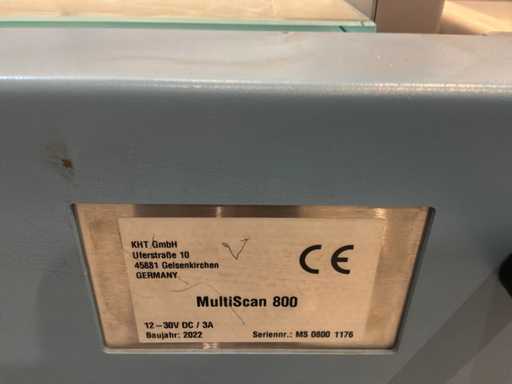 KHT GmbH
Uferstraße 10
45881 Gelsenkirchen
GERMANY
CE
MultiScan 800
12–30V DC / 3A
Baujahr: 2022
Seriennr.: MS 0800 1176